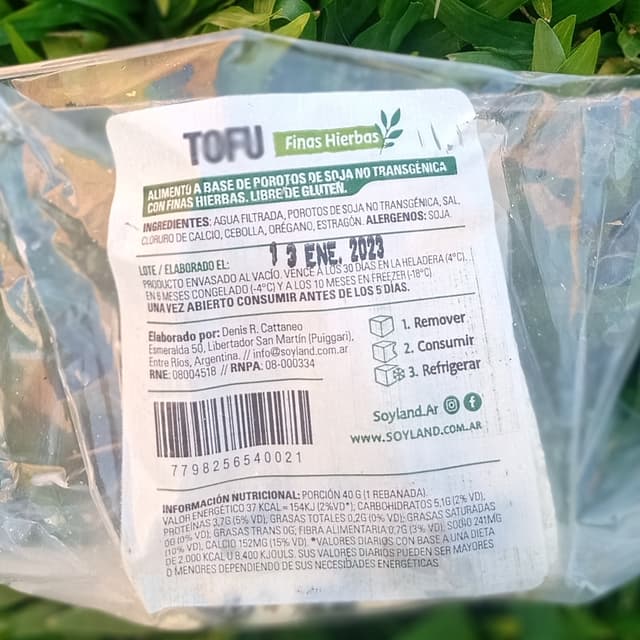 TOFU Finas Hierbas
ALIMENTO A BASE DE POROTOS DE SOJA NO TRANSGÉNICA
CON FINAS HIERBAS. LIBRE DE GLUTEN.
INGREDIENTES: AGUA FILTRADA, POROTOS DE SOJA NO TRANSGÉNICA, SAL,
CLORURO DE CALCIO, CEBOLLA, ORÉGANO, ESTRAGÓN. ALERGENOS: SOJA.
LOTE / ELABORADO EL: 13 ENE. 2023
PRODUCTO ENVASADO AL VACÍO. VENCE A LOS 30 DÍAS EN LA HELADERA (4°C),
EN 6 MESES CONGELADO (-4°C) Y A LOS 10 MESES EN FREEZER (-18°C)
UNA VEZ ABIERTO CONSUMIR ANTES DE LOS 5 DÍAS.
Elaborado por: Denis R. Cattaneo
Esmeralda 50, Libertador San Martín (Puiggari),
Entre Ríos, Argentina. // info@soyland.com.ar
RNE: 08004518 // RNPA: 08-000334
1. Remover
2. Consumir
3. Refrigerar
Soyland.Ar
www.SOYLAND.COM.AR
7798256540021
INFORMACIÓN NUTRICIONAL: PORCIÓN 40 G (1 REBANADA).
VALOR ENERGÉTICO 37 KCAL = 154KJ (2%VD*); CARBOHIDRATOS 5.1G (2% VD),
PROTEÍNAS 3,7G (5% VD), GRASAS TOTALES 0,2G (0% VD), GRASAS SATURADAS
0G (0% VD), GRASAS TRANS 0G, FIBRA ALIMENTARIA 0.7G (3% VD), SODIO 241MG
(10% VD), CALCIO 152MG (15% VD). *VALORES DIARIOS CON BASE A UNA DIETA
DE 2.000 KCAL U 8.400 KJOULS. SUS VALORES DIARIOS PUEDEN SER MAYORES
O MENORES DEPENDIENDO DE SUS NECESIDADES ENERGÉTICAS.